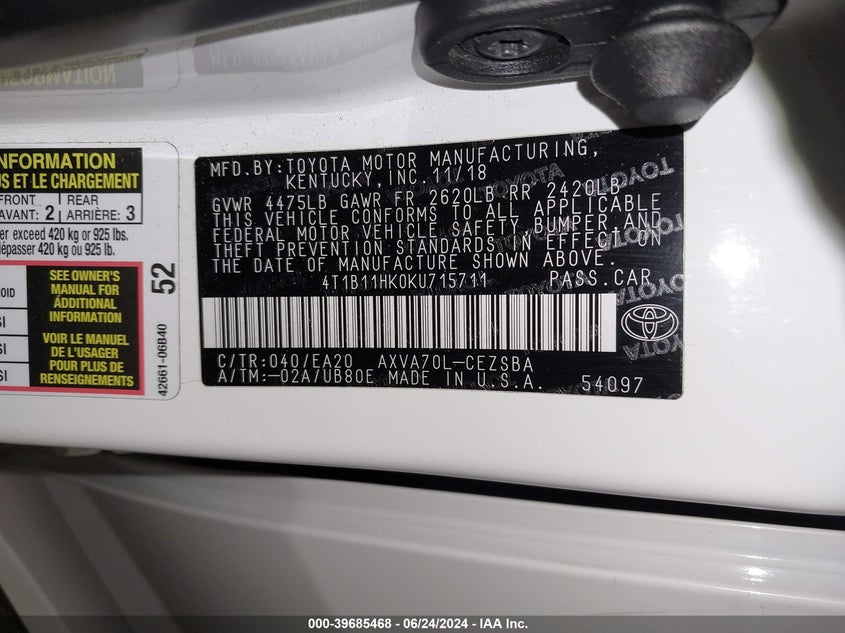 INFORMATION
US ET LE CHARGEMENT
FRONT
AVANT: 2
REAR
ARRIÈRE: 3
er exceed 420 kg or 925 lbs.
dépasser 420 kg ou 925 lb.
SEE OWNER'S
MANUAL FOR
ADDITIONAL
INFORMATION
VOIR LE MANUEL
DE L'USAGER
POUR PLUS DE
RENSEIGNEMENTS
52
42661-06B40
MFD.BY:TOYOTA MOTOR MANUFACTURING,
KENTUCKY, INC.11/18
GVWR 4475LB GAWR FR 2620LB RR 2420LB
THIS VEHICLE CONFORMS TO ALL APPLICABLE
FEDERAL MOTOR VEHICLE SAFETY BUMPER, AND
THEFT PREVENTION STANDARDS IN EFFECT ON
THE DATE OF MANUFACTURE SHOWN ABOVE.
4T1B11HK0KU715711 PASS.CAR
C/TR:040/EA20 AXVA70L-CEZSBA
A/TM:-02A/UB80E MADE IN U.S.A. 54097
TOYOTA
000-39685468 - 06/24/2024 - IAA Inc.